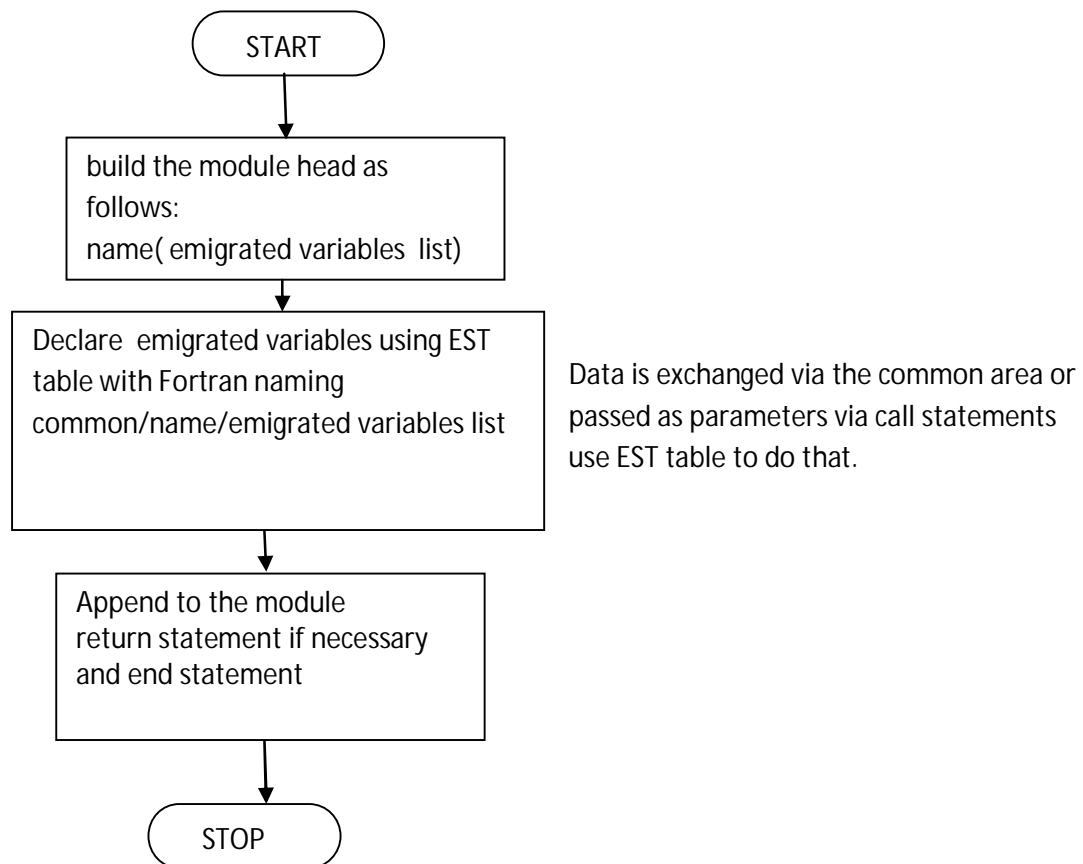 START
build the module head as
follows:
name( emigrated variables  list)
Declare  emigrated variables using EST
table with Fortran naming
common/name/emigrated variables list
Data is exchanged via the common area or
passed as parameters via call statements
use EST table to do that.
Append to the module
return statement if necessary
and end statement
STOP